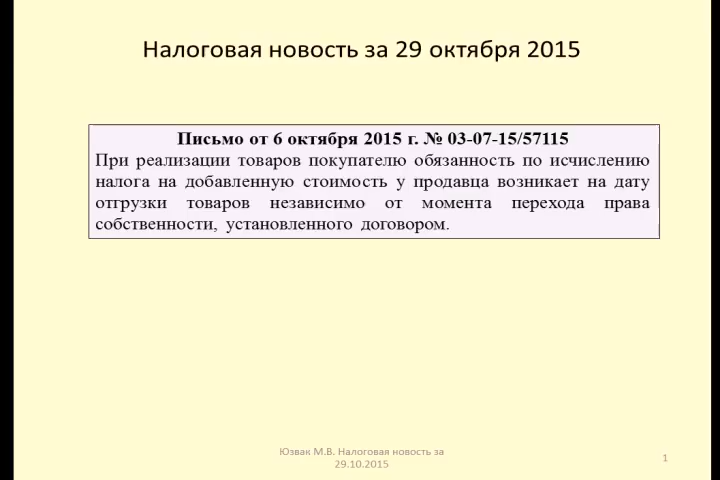 Налоговая новость за 29 октября 2015
Письмо от 6 октября 2015 г. № 03-07-15/57115
При реализации товаров покупателю обязанность по исчислению
налога на добавленную стоимость у продавца возникает на дату
отгрузки товаров независимо от момента перехода права
собственности, установленного договором.
Юзвак М.В. Налоговая новость за
29.10.2015
1